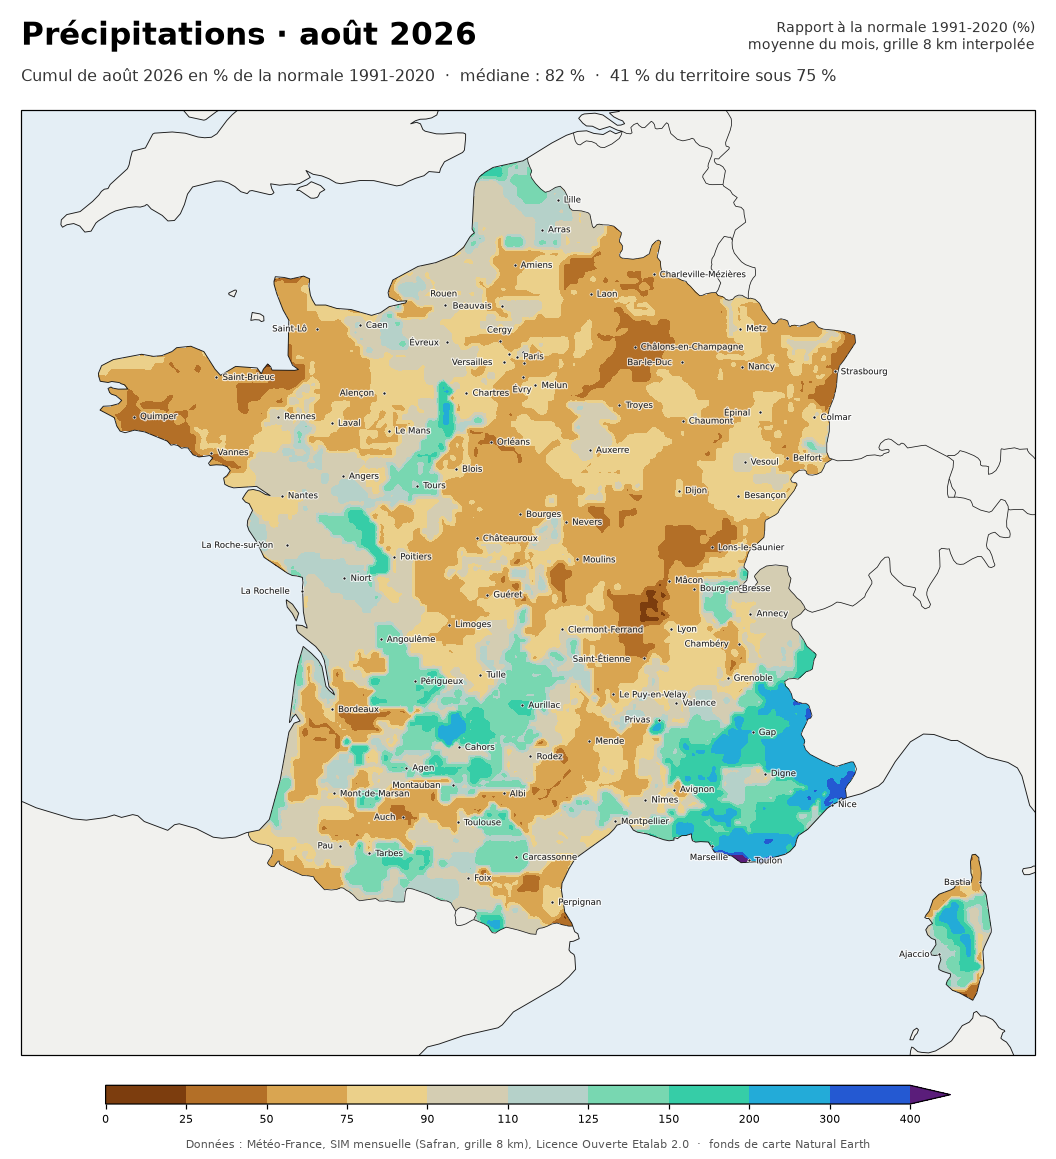 Précipitations · août 2026
Rapport à la normale 1991-2020 (%)
moyenne du mois, grille 8 km interpolée
Cumul de août 2026 en % de la normale 1991-2020 · médiane : 82 % · 41 % du territoire sous 75 %
Lille
Arras
Amiens
Charleville-Mézières
Rouen
Laon
Beauvais
Saint-Lô
Caen
Cergy
Metz
Évreux
Châlons-en-Champagne
Versailles
Paris
Bar-le-Duc
Nancy
Strasbourg
Saint-Brieuc
Alençon
Chartres
Évry
Melun
Quimper
Rennes
Laval
Le Mans
Troyes
Chaumont
Épinal
Colmar
Vannes
Orléans
Auxerre
Blois
Vesoul
Belfort
Angers
Tours
Nantes
Dijon
Besançon
Bourges
Nevers
La Roche-sur-Yon
Châteauroux
Lons-le-Saunier
Poitiers
Moulins
Niort
Mâcon
La Rochelle
Guéret
Bourg-en-Bresse
Annecy
Limoges
Clermont-Ferrand
Lyon
Angoulême
Chambéry
Saint-Étienne
Périgueux
Tulle
Grenoble
Le Puy-en-Velay
Valence
Bordeaux
Aurillac
Privas
Gap
Cahors
Mende
Rodez
Agen
Digne
Montauban
Mont-de-Marsan
Albi
Avignon
Nîmes
Nice
Auch
Toulouse
Montpellier
Pau
Tarbes
Carcassonne
Marseille
Toulon
Foix
Bastia
Perpignan
Ajaccio
0 25 50 75 90 110 125 150 200 300 400
Données : Météo-France, SIM mensuelle (Safran, grille 8 km), Licence Ouverte Etalab 2.0 · fonds de carte Natural Earth